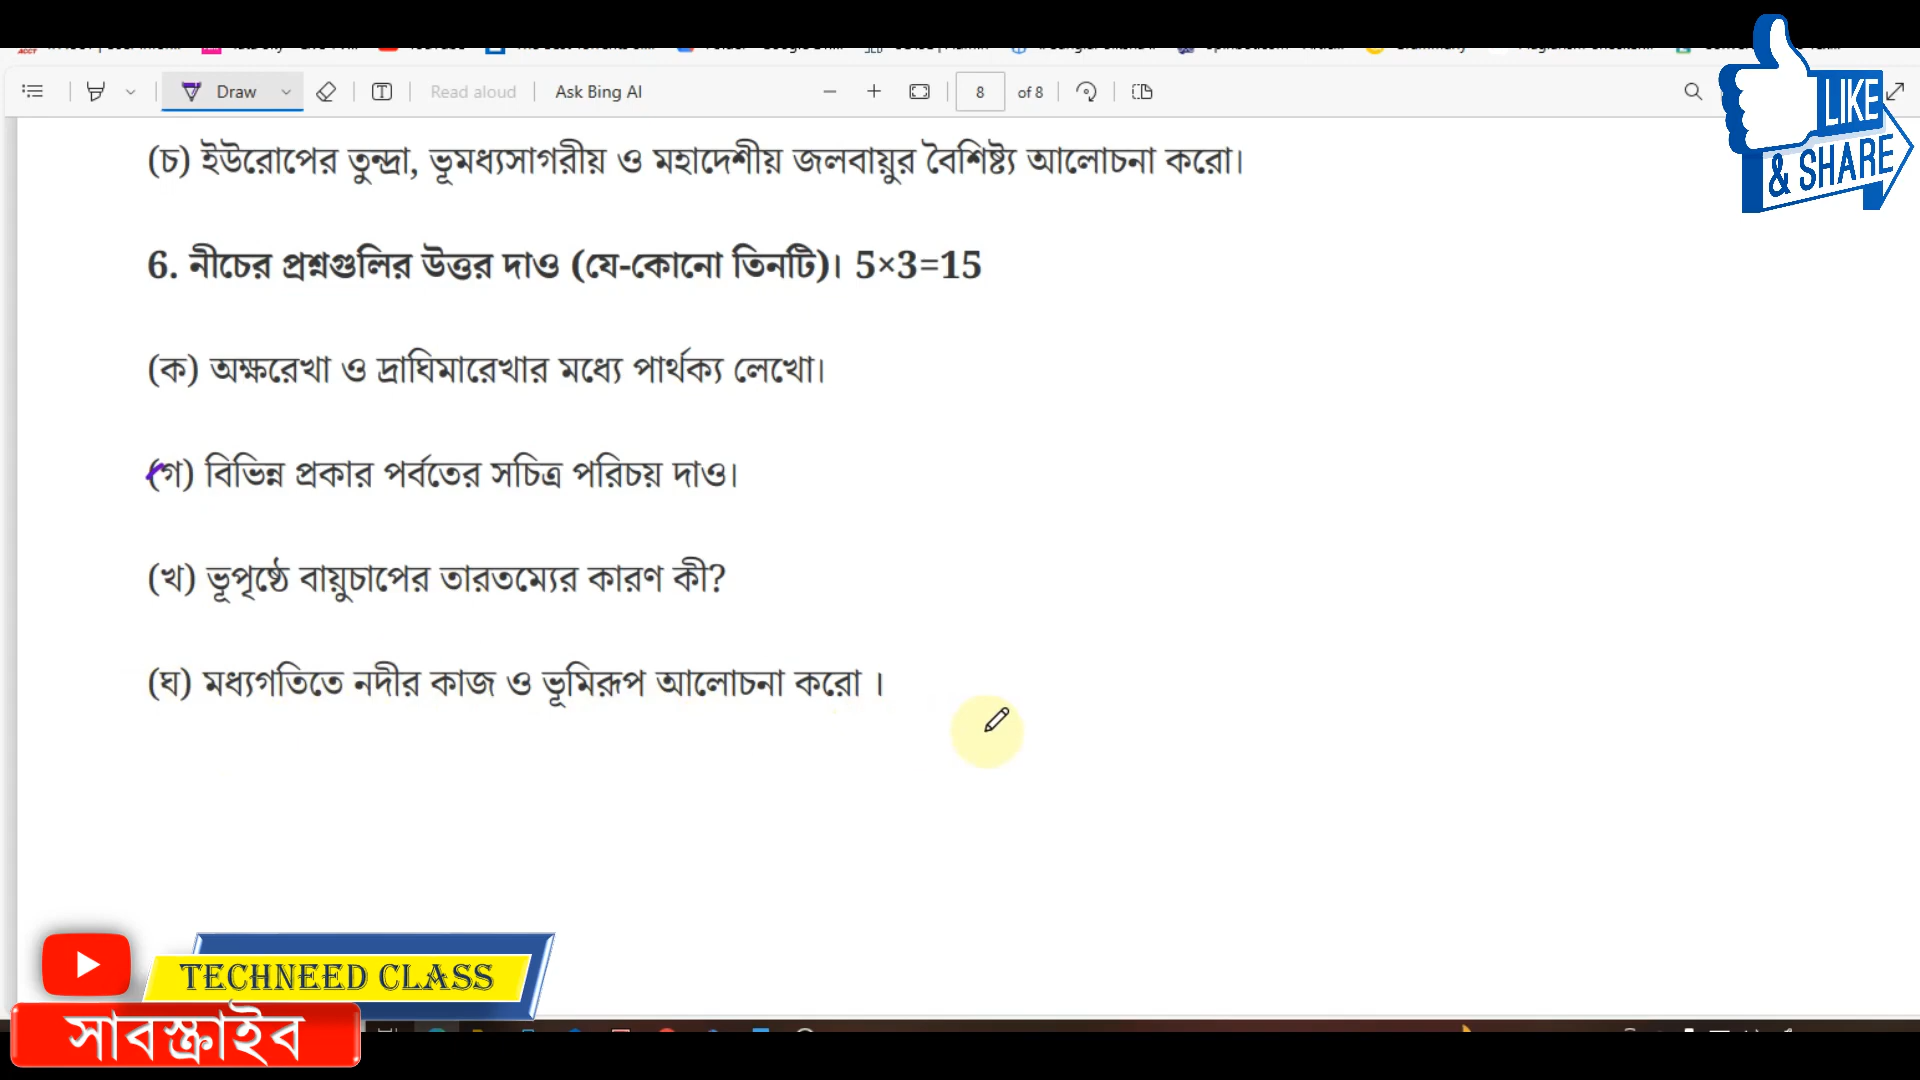 Draw
Read aloud
Ask Bing AI
8
of 8
LIKE
& SHARE
(চ) ইউরোপের তুন্দ্রা, ভূমধ্যসাগরীয় ও মহাদেশীয় জলবায়ুর বৈশিষ্ট্য আলোচনা করো।
6. নীচের প্রশ্নগুলির উত্তর দাও (যে-কোনো তিনটি)। 5×3=15
(ক) অক্ষরেখা ও দ্রাঘিমারেখার মধ্যে পার্থক্য লেখো।
(গ) বিভিন্ন প্রকার পর্বতের সচিত্র পরিচয় দাও।
(খ) ভূপৃষ্ঠে বায়ুচাপের তারতম্যের কারণ কী?
(ঘ) মধ্যগতিতে নদীর কাজ ও ভূমিরূপ আলোচনা করো ।
TECHNEED CLASS
সাবস্ক্রাইব